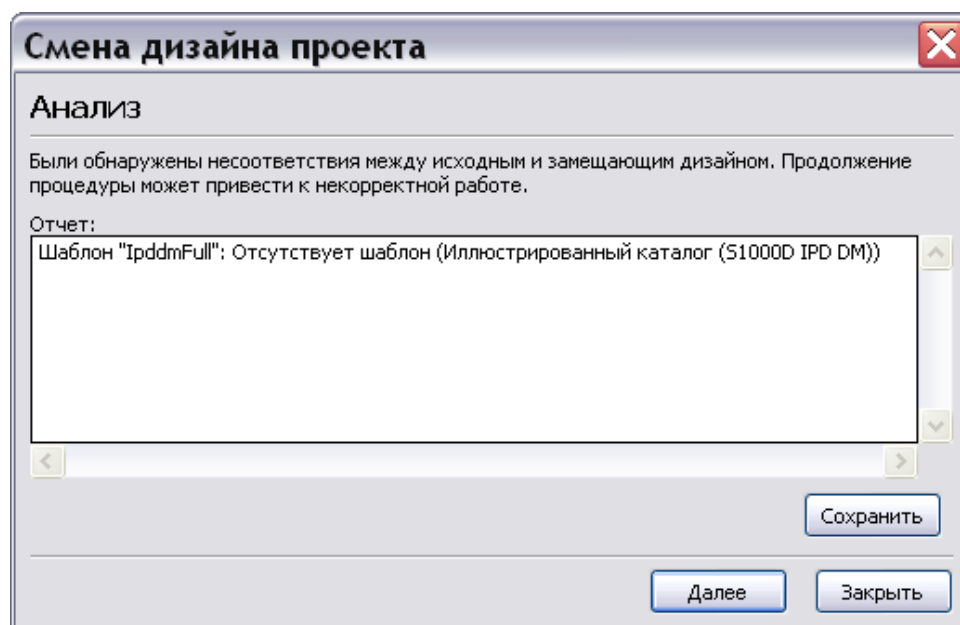 Смена дизайна проекта
Анализ
Были обнаружены несоответствия между исходным и замещающим дизайном. Продолжение
процедуры может привести к некорректной работе.
Отчет:
Шаблон "IpddmFull": Отсутствует шаблон (Иллюстрированный каталог (S1000D IPD DM))
Сохранить
Далее
Закрыть